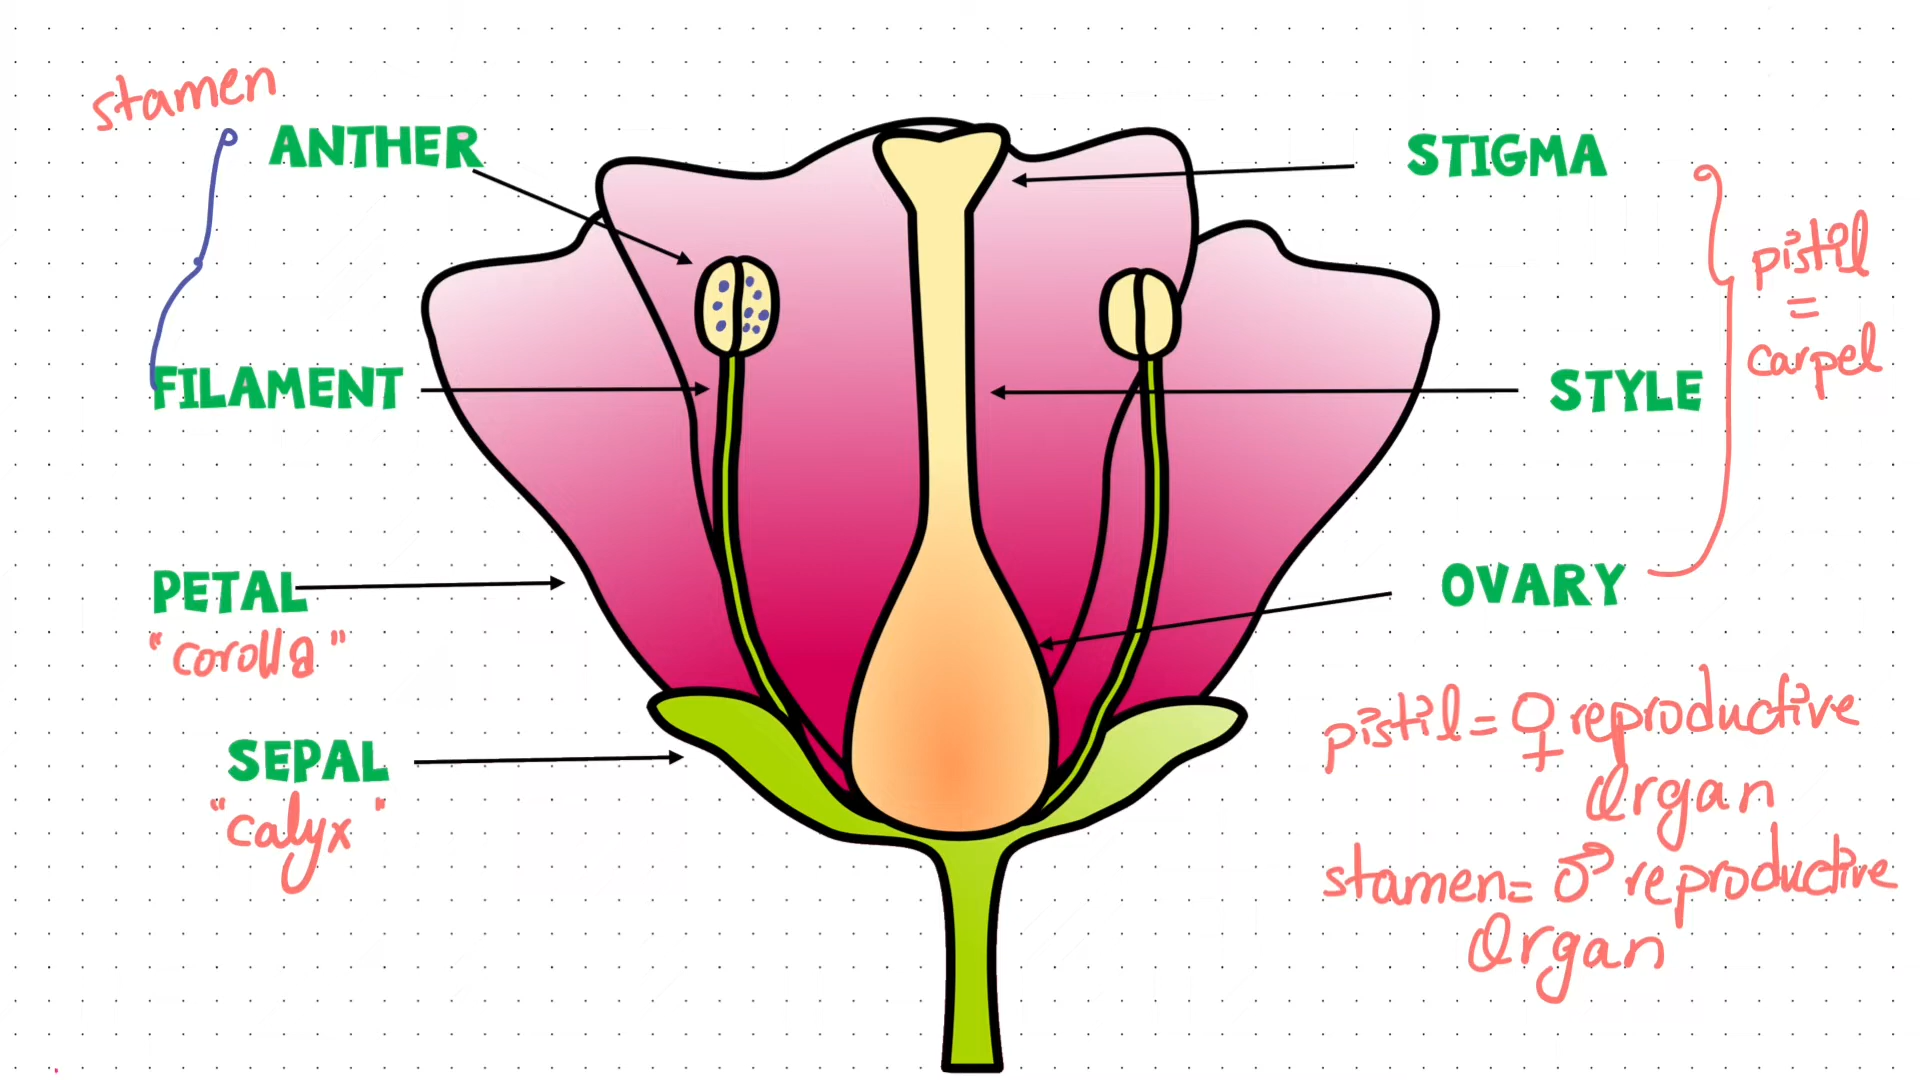 stamen
ANTHER
FILAMENT
PETAL
"corolla"
SEPAL
"calyx"
STIGMA
STYLE
OVARY
pistil
=
carpel
pistil = ♀ reproductive
Organ
stamen = ♂ reproductive
Organ